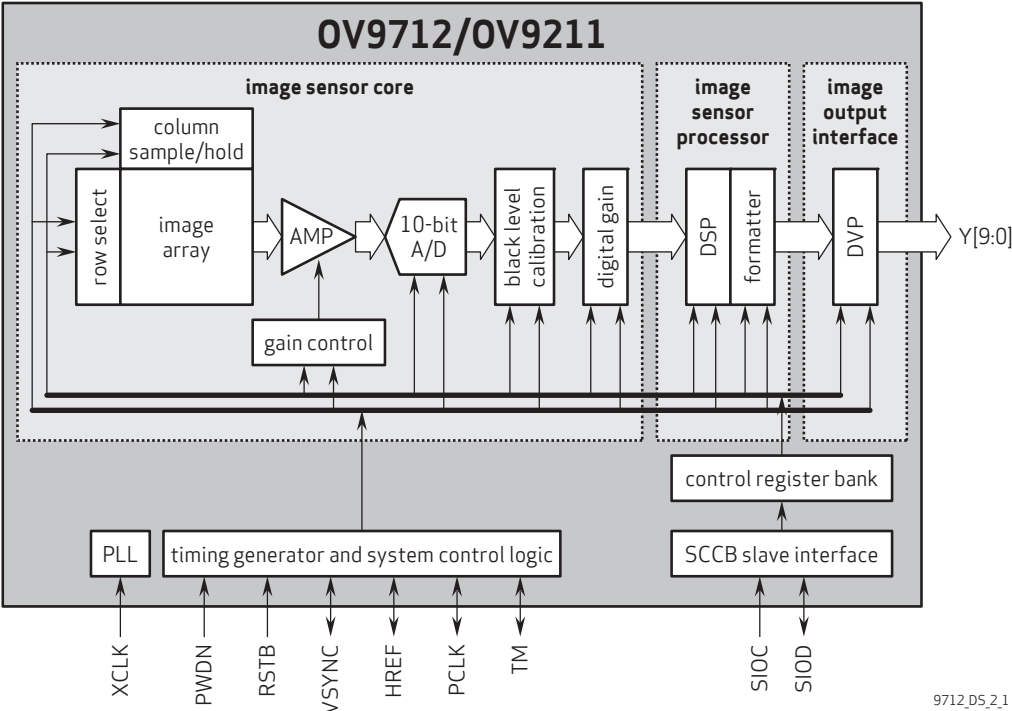 OV9712/OV9211
image sensor core
image
sensor
processor
image
output
interface
column
sample/hold
row select
image
array
AMP
10-bit
A/D
black level
calibration
digital gain
DSP
formatter
DVP
Y[9:0]
gain control
control register bank
PLL
timing generator and system control logic
SCCB slave interface
XCLK
PWDN
RSTB
VSYNC
HREF
PCLK
TM
SIOC
SIOD
9712_DS_2_1